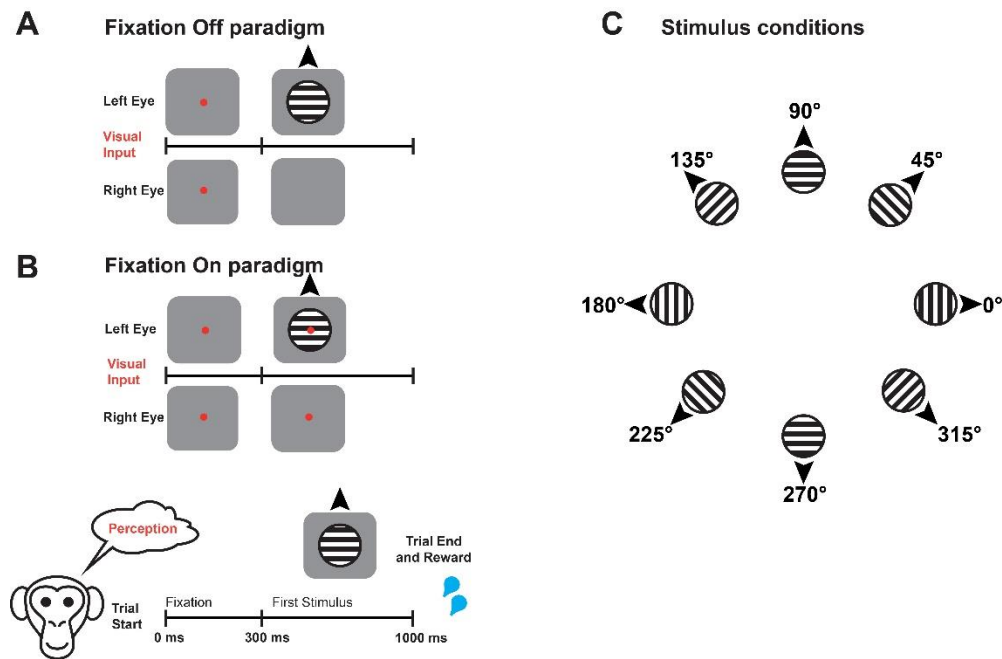 A
Fixation Off paradigm
Left Eye
Visual
Input
Right Eye
B
Fixation On paradigm
Left Eye
Visual
Input
Right Eye
Perception
Trial End
and Reward
Trial
Start
Fixation
First Stimulus
0 ms
300 ms
1000 ms
C
Stimulus conditions
90°
135°
45°
180°
0°
225°
315°
270°